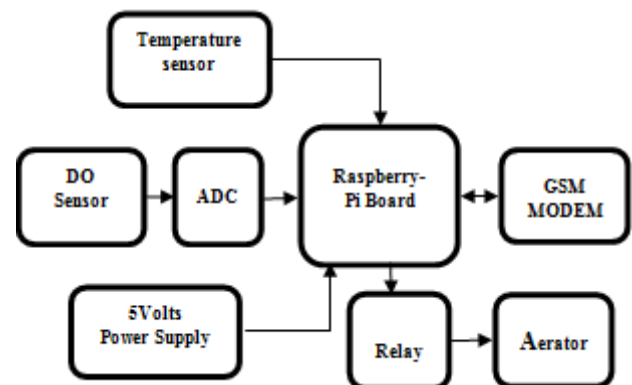 Temperature
sensor
DO
Sensor
ADC
Raspberry-
Pi Board
GSM
MODEM
5Volts
Power Supply
Relay
Aerator